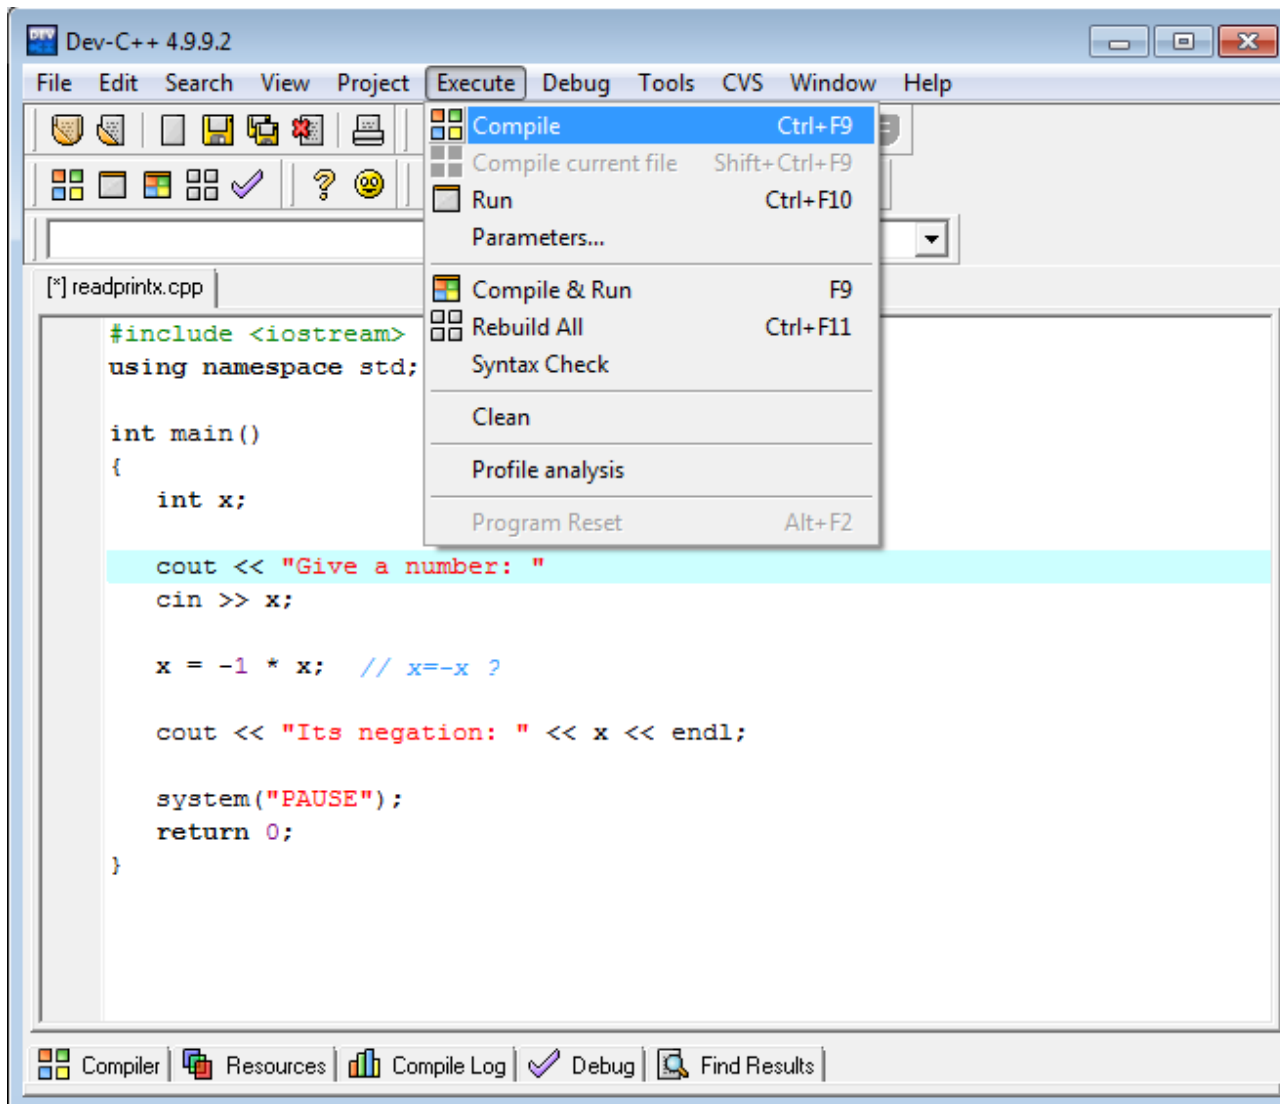 Dev-C++ 4.9.9.2
File Edit Search View Project Execute Debug Tools CVS Window Help
Compile Ctrl+F9
Compile current file Shift+Ctrl+F9
Run Ctrl+F10
Parameters...
Compile & Run F9
Rebuild All Ctrl+F11
Syntax Check
Clean
Profile analysis
Program Reset Alt+F2
[*] readprintx.cpp
#include <iostream>
using namespace std;
int main()
{
int x;
cout << "Give a number: "
cin >> x;
x = -1 * x; // x=-x ?
cout << "Its negation: " << x << endl;
system("PAUSE");
return 0;
}
Compiler Resources Compile Log Debug Find Results